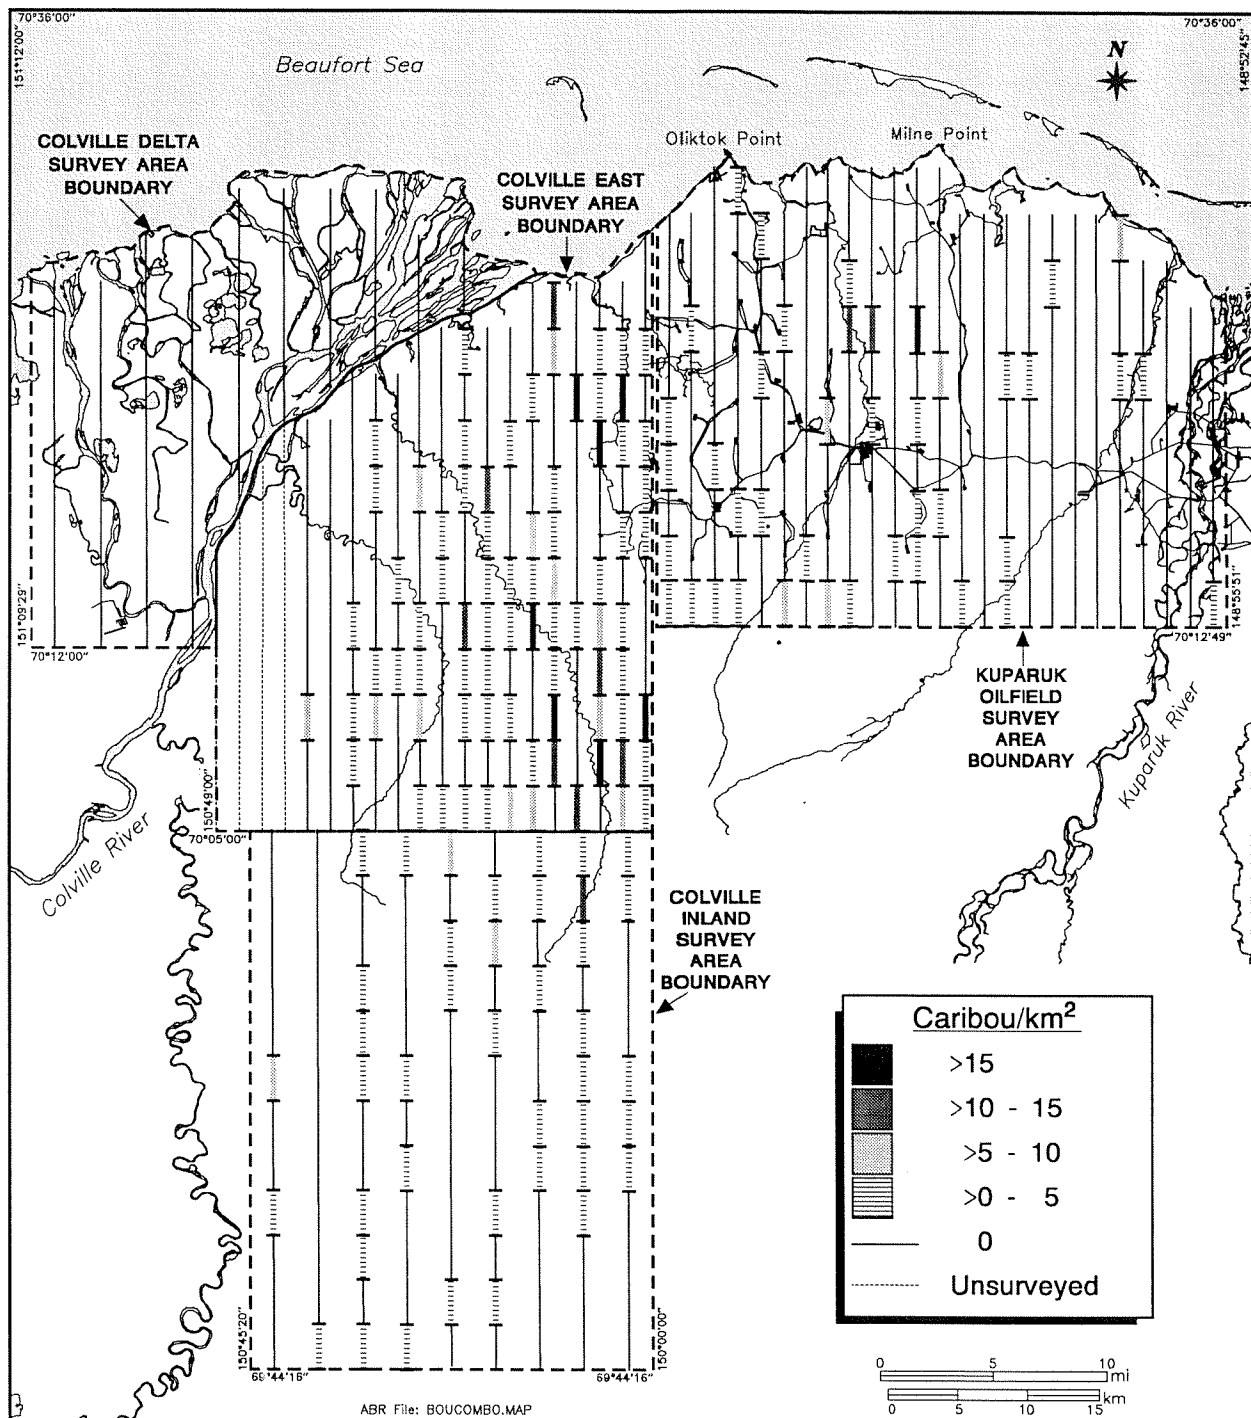 70°36'00"
70°36'00"
151°12'00"
148°52'45"
Beaufort Sea
N
Oliktok Point
Milne Point
COLVILLE DELTA
SURVEY AREA
BOUNDARY
COLVILLE EAST
SURVEY AREA
BOUNDARY
151°09'29"
70°12'00"
148°55'51"
70°12'49"
KUPARUK
OILFIELD
SURVEY
AREA
BOUNDARY
Kuparuk River
150°49'00"
70°05'00"
Colville River
COLVILLE
INLAND
SURVEY
AREA
BOUNDARY
Caribou/km²
>15
>10 - 15
>5 - 10
>0 - 5
0
Unsurveyed
150°45'20"
150°00'00"
69°44'16"
69°44'16"
0 5 10
mi
km
0 5 10 15
ABR File: BOUCOMBO.MAP